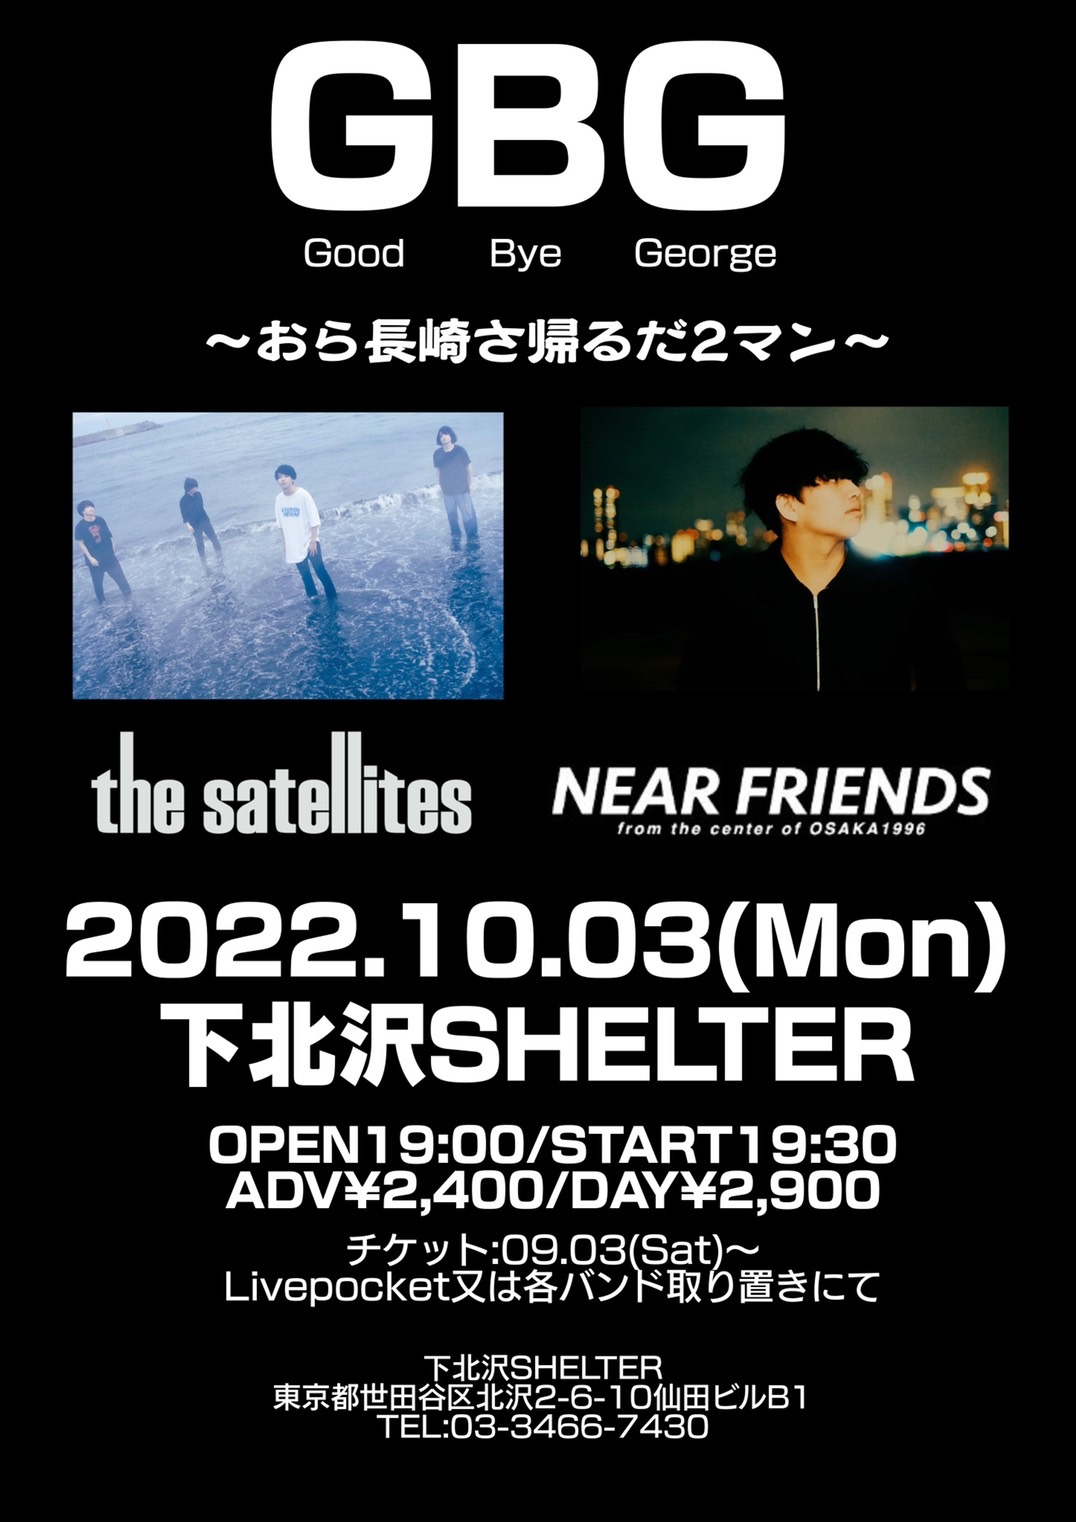 GBG
Good Bye George
～おら長崎さ帰るだ2マン～
the satellites
NEAR FRIENDS
from the center of OSAKA1996
2022.10.03(Mon)
下北沢SHELTER
OPEN19:00/START19:30
ADV¥2,400/DAY¥2,900
チケット:09.03(Sat)～
Livepocket又は各バンド取り置きにて
下北沢SHELTER
東京都世田谷区北沢2-6-10仙田ビルB1
TEL:03-3466-7430